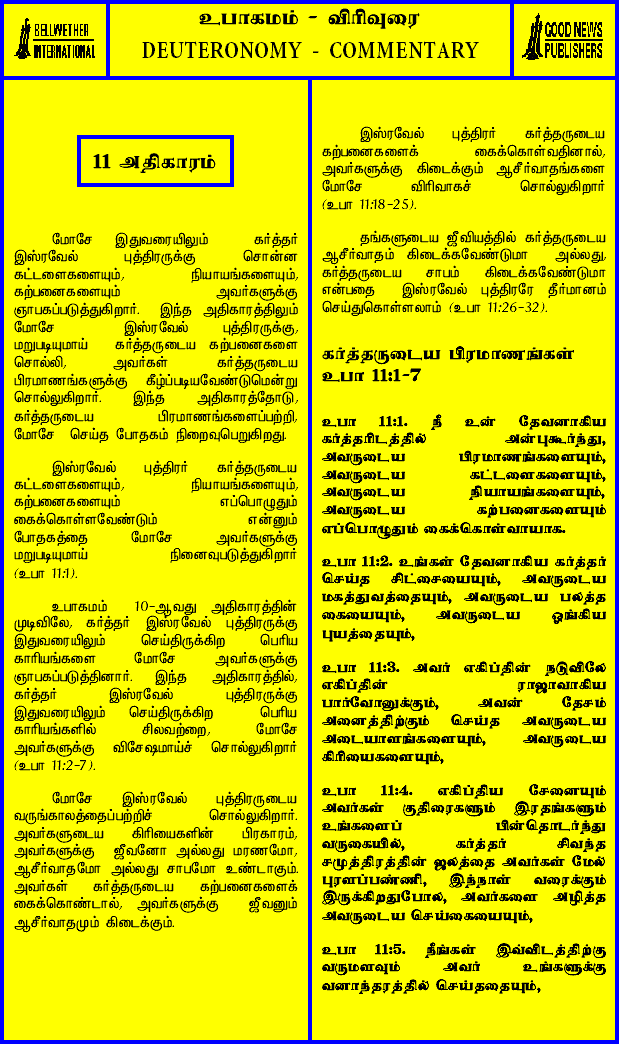 BELLWETHER
INTERNATIONAL
உபாகமம் - விரிவுரை
DEUTERONOMY - COMMENTARY
GOOD NEWS
PUBLISHERS
11 அதிகாரம்
மோசே இதுவரையிலும் கர்த்தர்
இஸ்ரவேல் புத்திரருக்கு சொன்ன
கட்டளைகளையும், நியாயங்களையும்,
கற்பனைகளையும் அவர்களுக்கு
ஞாபகப்படுத்துகிறார். இந்த அதிகாரத்திலும்
மோசே இஸ்ரவேல் புத்திரருக்கு,
மறுபடியுமாய் கர்த்தருடைய கற்பனைகளை
சொல்லி, அவர்கள் கர்த்தருடைய
பிரமாணங்களுக்கு கீழ்ப்படியவேண்டுமென்று
சொல்லுகிறார். இந்த அதிகாரத்தோடு,
கர்த்தருடைய பிரமாணங்களைப்பற்றி,
மோசே செய்த போதகம் நிறைவுபெறுகிறது.
இஸ்ரவேல் புத்திரர் கர்த்தருடைய
கட்டளைகளையும், நியாயங்களையும்,
கற்பனைகளையும் எப்பொழுதும்
கைக்கொள்ளவேண்டும் என்னும்
போதகத்தை மோசே அவர்களுக்கு
மறுபடியுமாய் நினைவுபடுத்துகிறார்
(உபா 11:1).
உபாகமம் 10-ஆவது அதிகாரத்தின்
முடிவிலே, கர்த்தர் இஸ்ரவேல் புத்திரருக்கு
இதுவரையிலும் செய்திருக்கிற பெரிய
காரியங்களை மோசே அவர்களுக்கு
ஞாபகப்படுத்தினார். இந்த அதிகாரத்தில்,
கர்த்தர் இஸ்ரவேல் புத்திரருக்கு
இதுவரையிலும் செய்திருக்கிற பெரிய
காரியங்களில் சிலவற்றை, மோசே
அவர்களுக்கு விசேஷமாய்ச் சொல்லுகிறார்
(உபா 11:2-7).
மோசே இஸ்ரவேல் புத்திரருடைய
வருங்காலத்தைப்பற்றிச் சொல்லுகிறார்.
அவர்களுடைய கிரியைகளின் பிரகாரம்,
அவர்களுக்கு ஜீவனோ அல்லது மரணமோ,
ஆசீர்வாதமோ அல்லது சாபமோ உண்டாகும்.
அவர்கள் கர்த்தருடைய கற்பனைகளைக்
கைக்கொண்டால், அவர்களுக்கு ஜீவனும்
ஆசீர்வாதமும் கிடைக்கும்.
இஸ்ரவேல் புத்திரர் கர்த்தருடைய
கற்பனைகளைக் கைக்கொள்வதினால்,
அவர்களுக்கு கிடைக்கும் ஆசீர்வாதங்களை
மோசே விரிவாகச் சொல்லுகிறார்
(உபா 11:18-25).
தங்களுடைய ஜீவியத்தில் கர்த்தருடைய
ஆசீர்வாதம் கிடைக்கவேண்டுமா அல்லது,
கர்த்தருடைய சாபம் கிடைக்கவேண்டுமா
என்பதை இஸ்ரவேல் புத்திரரே தீர்மானம்
செய்துகொள்ளலாம் (உபா 11:26-32).
கர்த்தருடைய பிரமாணங்கள்
உபா 11:1-7
உபா 11:1. நீ உன் தேவனாகிய
கர்த்தரிடத்தில் அன்புகூர்ந்து,
அவருடைய பிரமாணங்களையும்,
அவருடைய கட்டளைகளையும்,
அவருடைய நியாயங்களையும்,
அவருடைய கற்பனைகளையும்
எப்பொழுதும் கைக்கொள்வாயாக.
உபா 11:2. உங்கள் தேவனாகிய கர்த்தர்
செய்த சிட்சையையும், அவருடைய
மகத்துவத்தையும், அவருடைய பலத்த
கையையும், அவருடைய ஓங்கிய
புயத்தையும்,
உபா 11:3. அவர் எகிப்தின் நடுவிலே
எகிப்தின் ராஜாவாகிய
பார்வோனுக்கும், அவன் தேசம்
அனைத்திற்கும் செய்த அவருடைய
அடையாளங்களையும், அவருடைய
கிரியைகளையும்,
உபா 11:4. எகிப்திய சேனையும்
அவர்கள் குதிரைகளும் இரதங்களும்
உங்களைப் பின்தொடர்ந்து
வருகையில், கர்த்தர் சிவந்த
சமுத்திரத்தின் ஜலத்தை அவர்கள் மேல்
புரளப்பண்ணி, இந்நாள் வரைக்கும்
இருக்கிறதுபோல, அவர்களை அழித்த
அவருடைய செய்கையையும்,
உபா 11:5. நீங்கள் இவ்விடத்திற்கு
வருமளவும் அவர் உங்களுக்கு
வனாந்தரத்தில் செய்ததையும்,